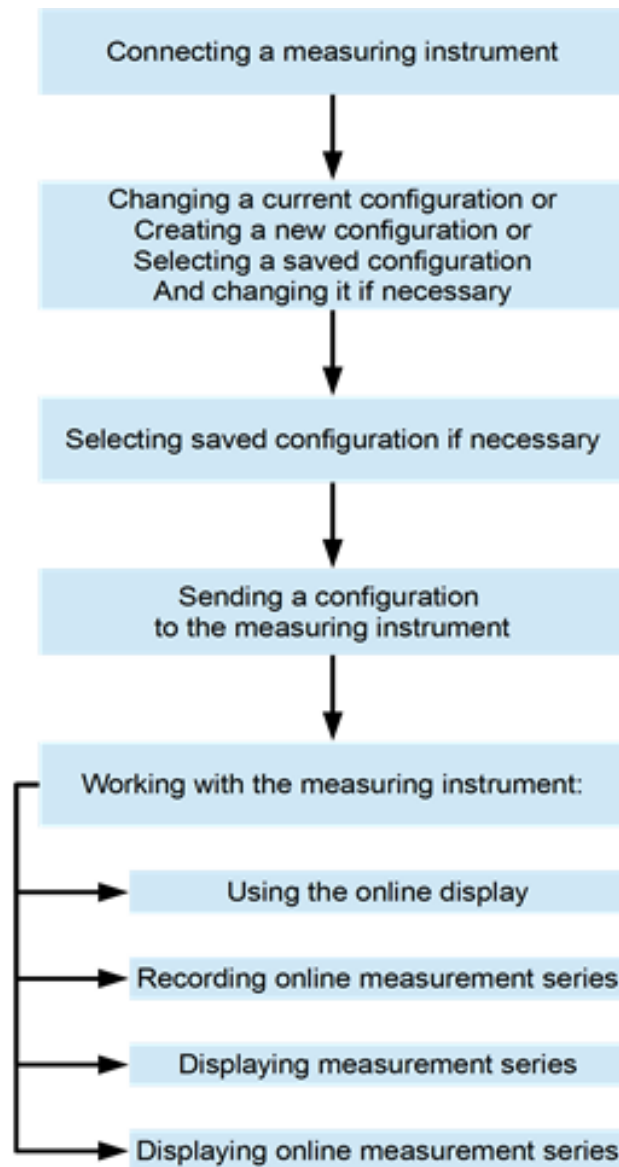 Connecting a measuring instrument
Changing a current configuration or
Creating a new configuration or
Selecting a saved configuration
And changing it if necessary
Selecting saved configuration if necessary
Sending a configuration
to the measuring instrument
Working with the measuring instrument:
Using the online display
Recording online measurement series
Displaying measurement series
Displaying online measurement series